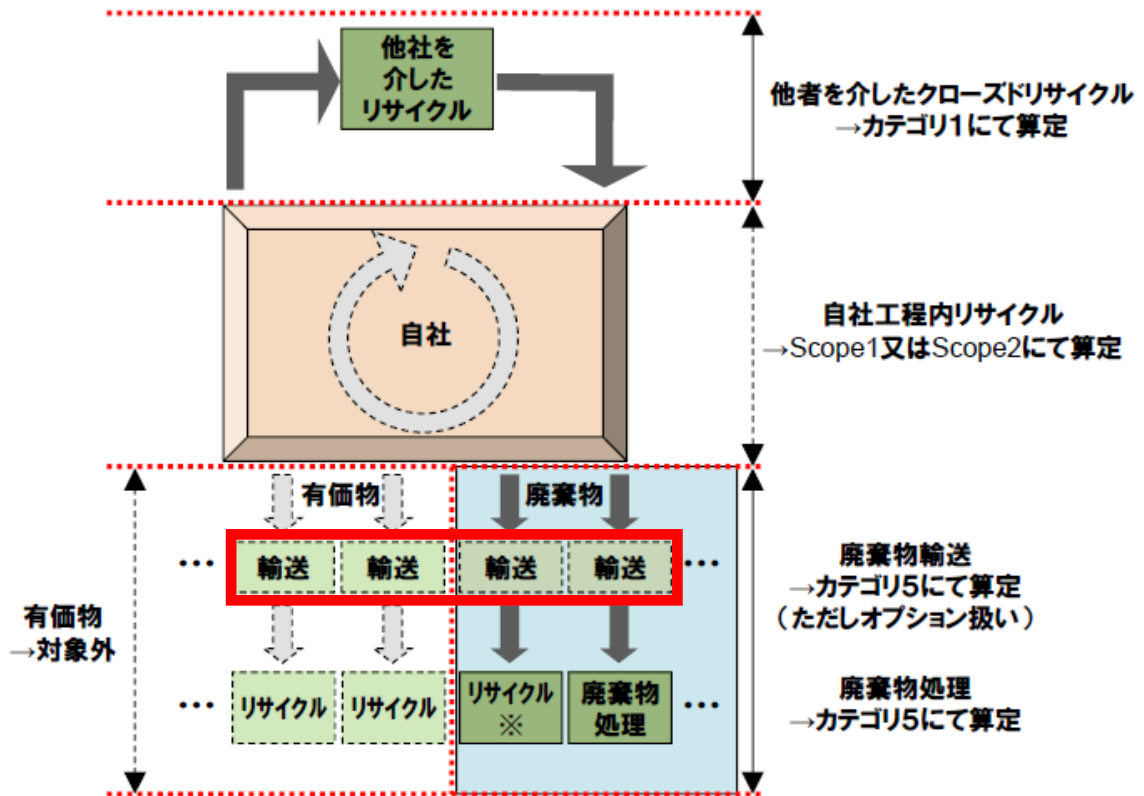 他社を
介した
リサイクル
他者を介したクローズドリサイクル
→カテゴリ1にて算定
自社
自社工程内リサイクル
→Scope1又はScope2にて算定
有価物
廃棄物
… 輸送 輸送 輸送 輸送 …
廃棄物輸送
→カテゴリ5にて算定
(ただしオプション扱い)
有価物
→対象外
… リサイクル リサイクル
リサイクル
※
廃棄物
処理
…
廃棄物処理
→カテゴリ5にて算定